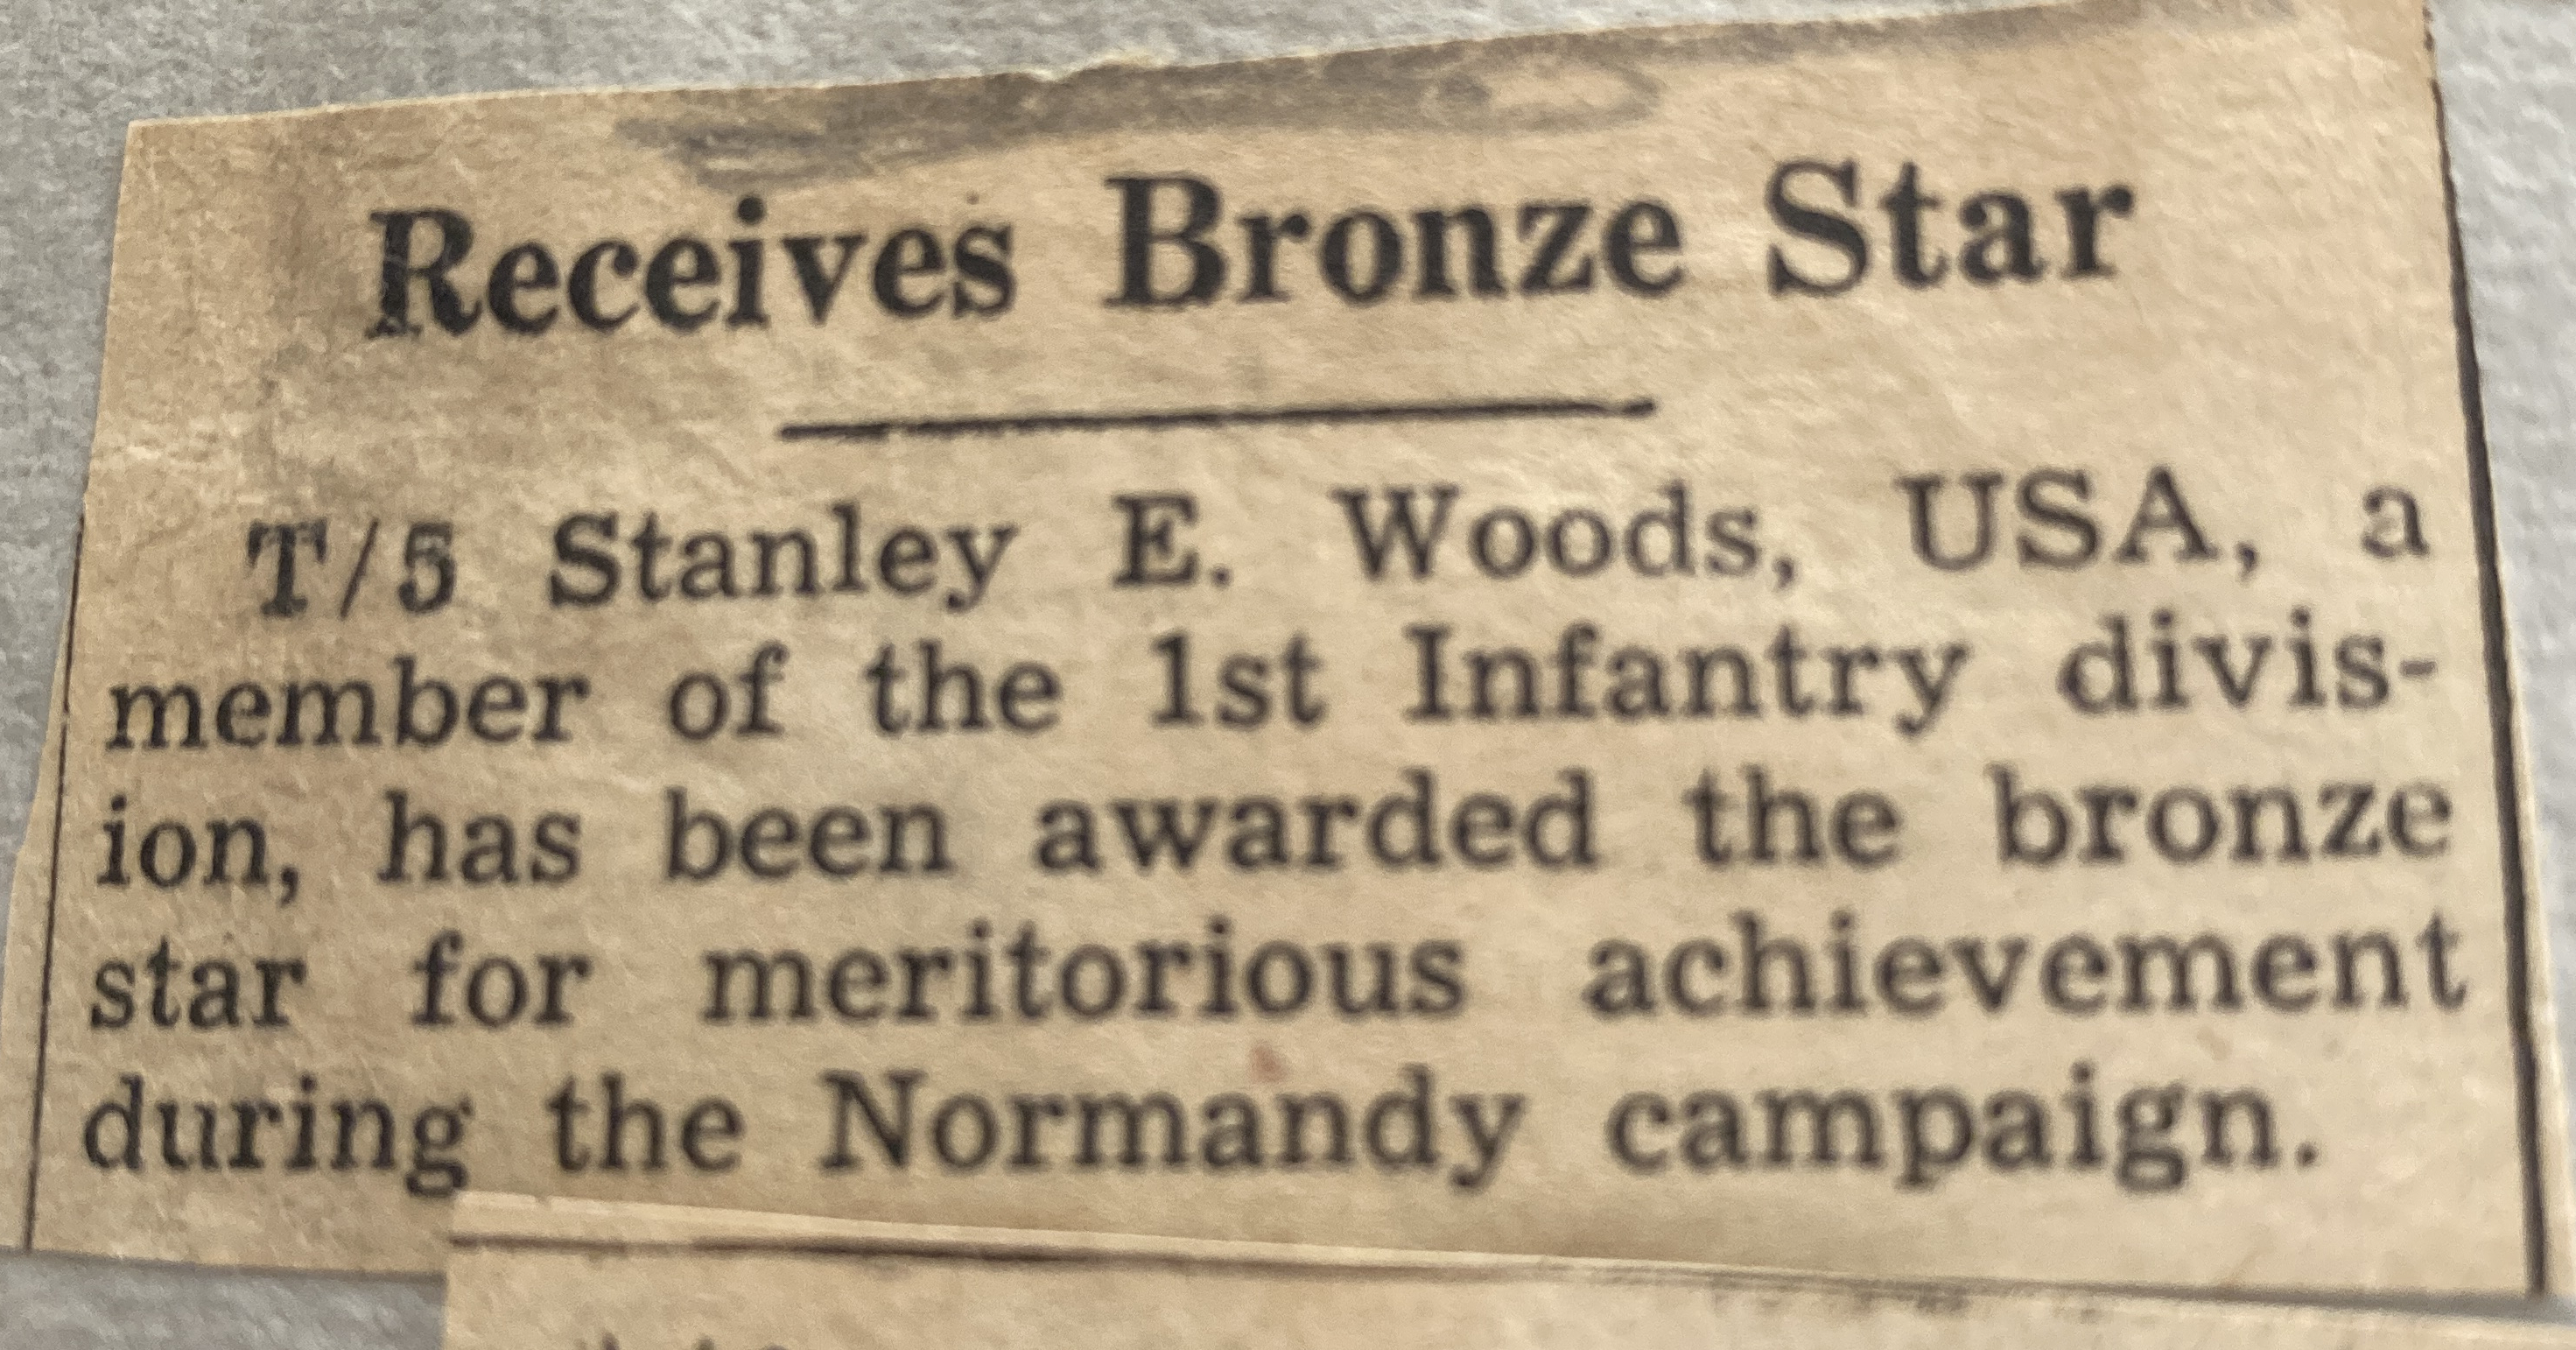 Receives Bronze Star
T/5 Stanley E. Woods, USA, a
member of the 1st Infantry divis-
ion, has been awarded the bronze
star for meritorious achievement
during the Normandy campaign.